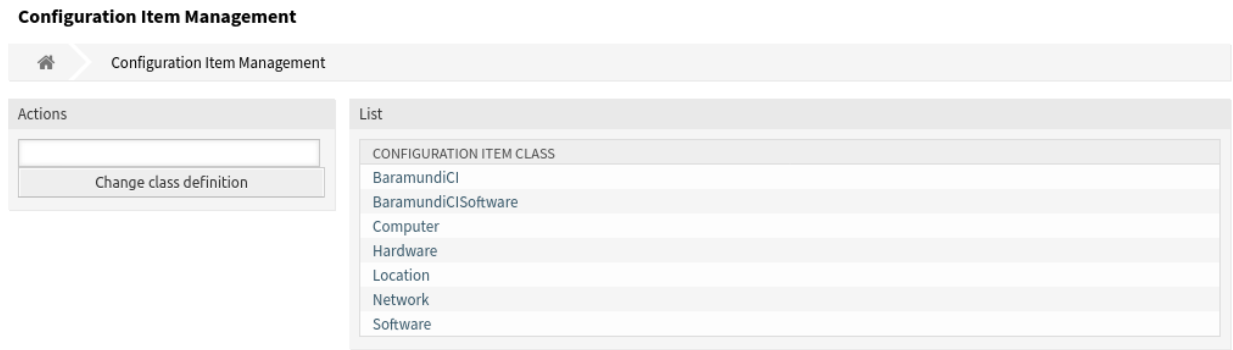 Configuration Item Management
Configuration Item Management
Actions
Change class definition
List
CONFIGURATION ITEM CLASS
BaramundiCI
BaramundiCISoftware
Computer
Hardware
Location
Network
Software